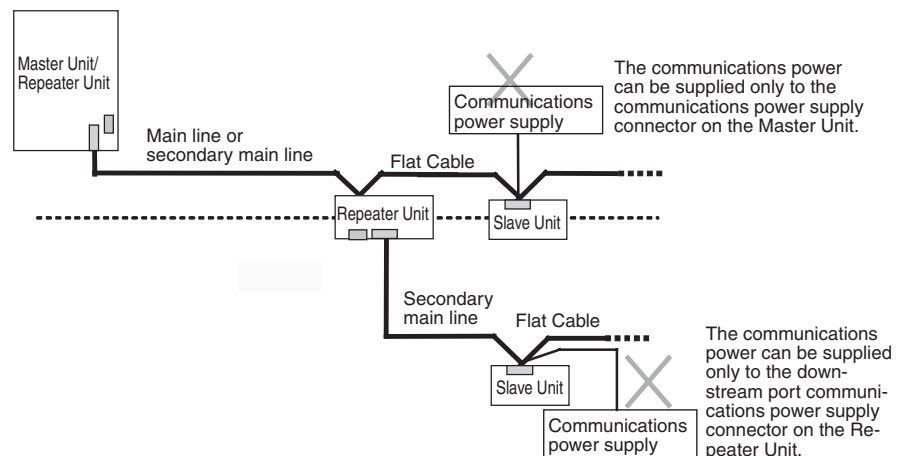 Master Unit/
Repeater Unit
Communications
power supply
The communications power
can be supplied only to the
communications power supply
connector on the Master Unit.
Main line or
secondary main line
Flat Cable
Repeater Unit
Slave Unit
Secondary
main line
Flat Cable
Slave Unit
Communications
power supply
The communications
power can be supplied
only to the down-
stream port communi-
cations power supply
connector on the Re-
peater Unit.